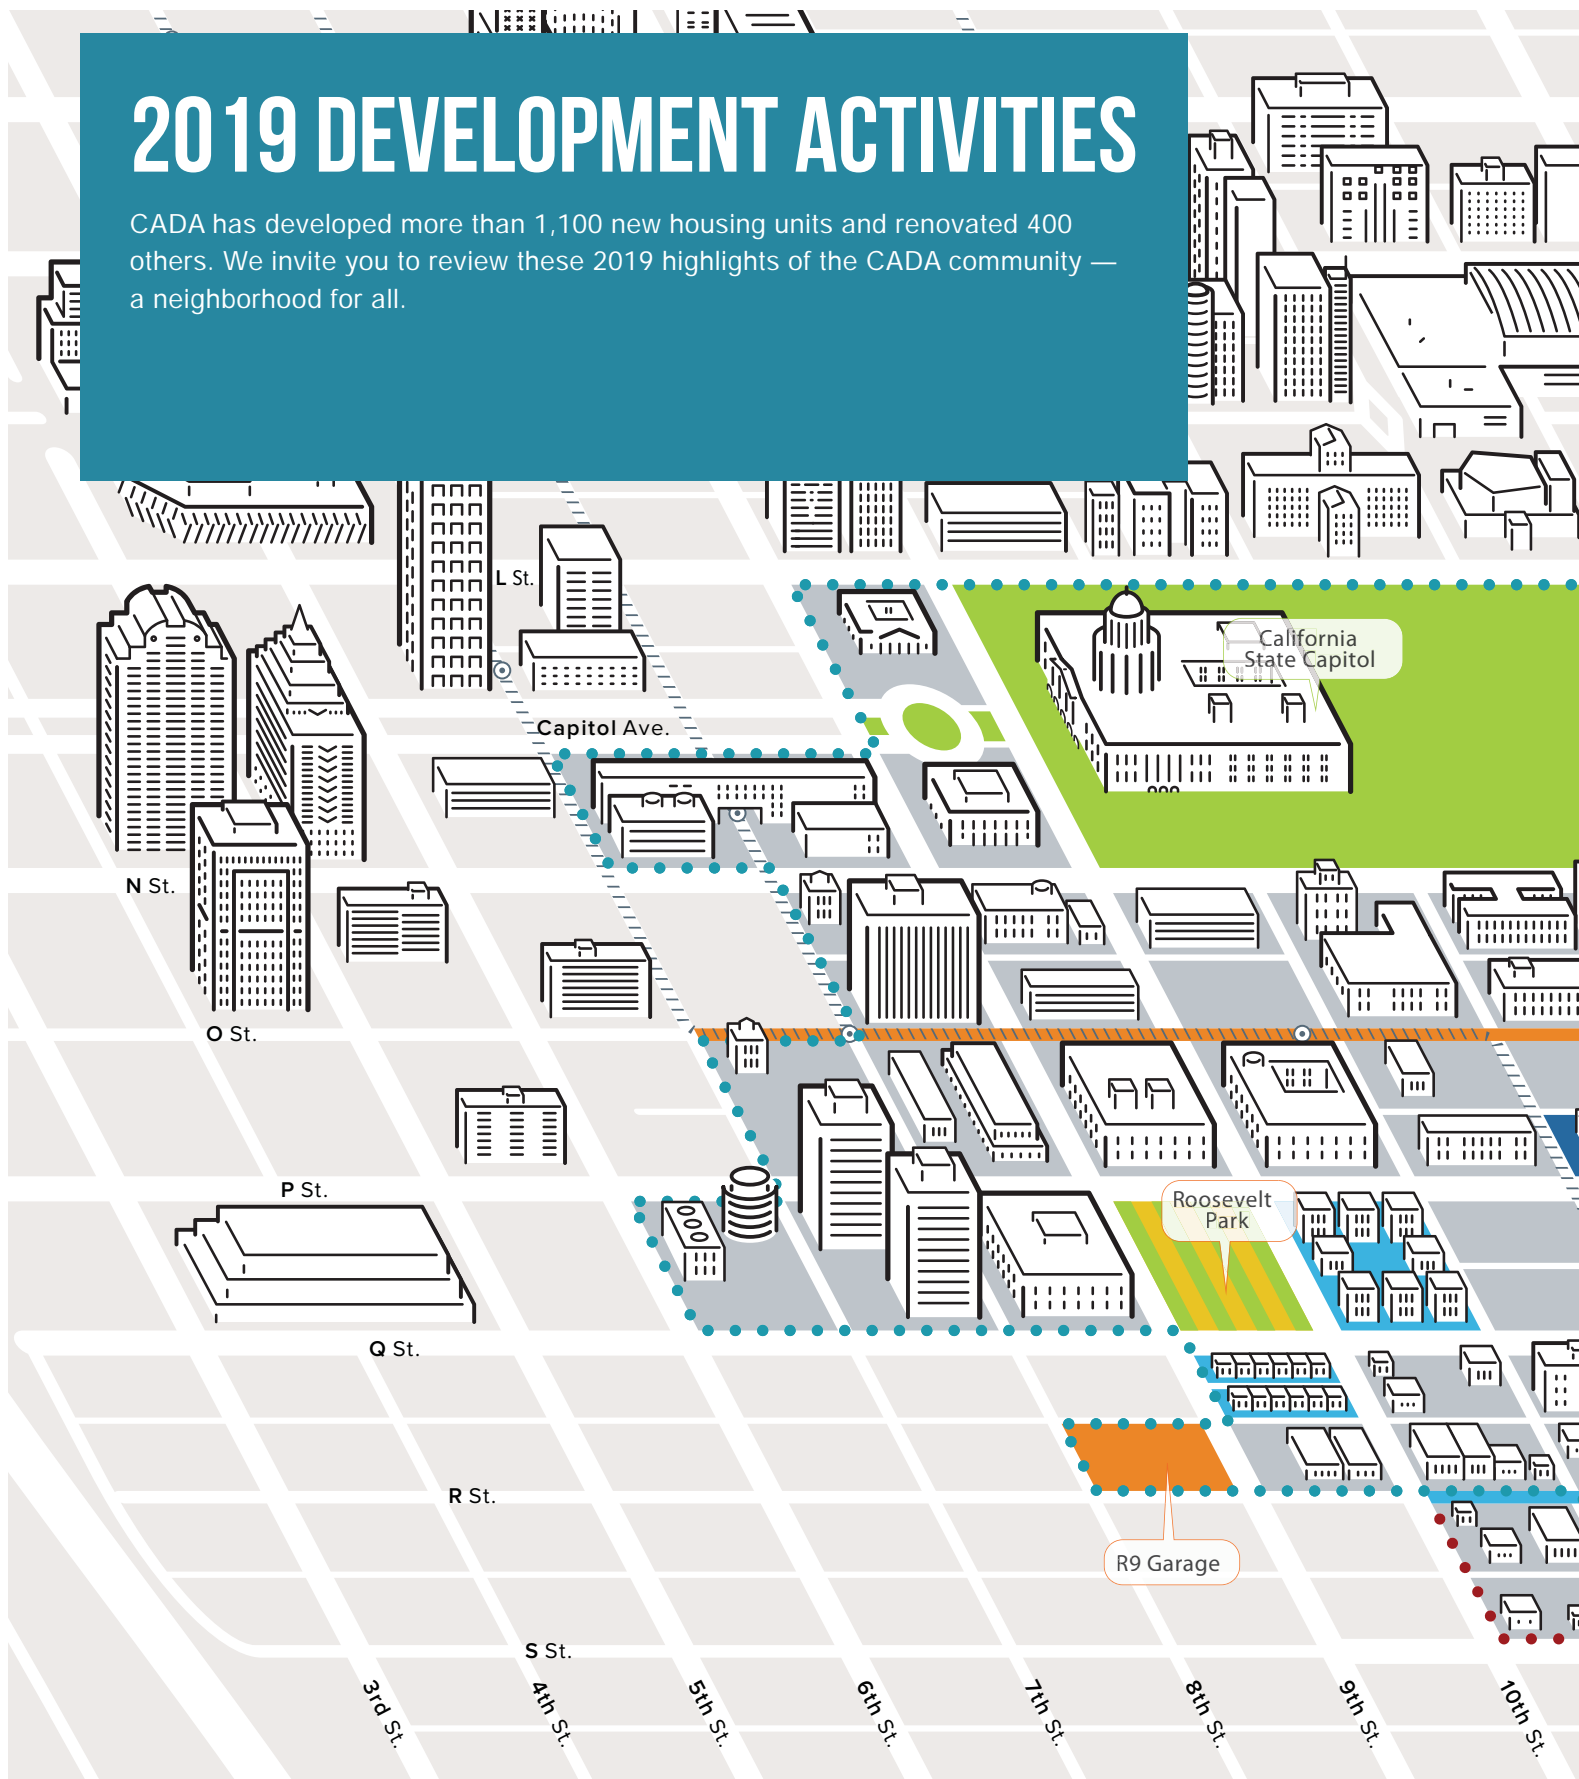 2019 DEVELOPMENT ACTIVITIES
CADA has developed more than 1,100 new housing units and renovated 400
others. We invite you to review these 2019 highlights of the CADA community —
a neighborhood for all.
L St.
California
State Capitol
Capitol Ave.
N St.
O St.
P St.
Roosevelt
Park
Q St.
R St.
R9 Garage
S St.
3rd St.
4th St.
5th St.
6th St.
7th St.
8th St.
9th St.
10th St.